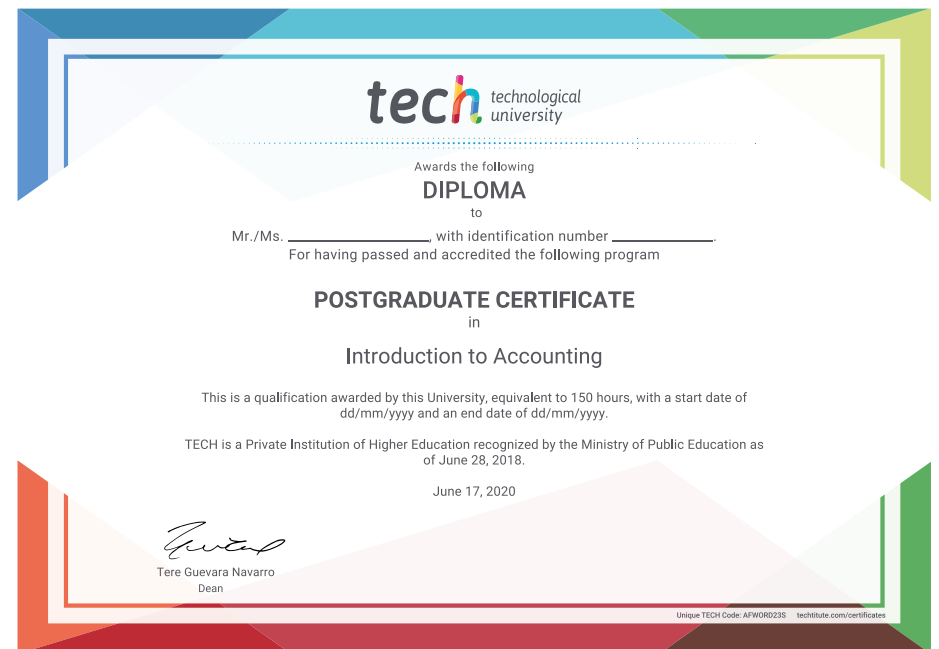 tech technological
university
Awards the following
DIPLOMA
to
Mr./Ms. ____________, with identification number ____________.
For having passed and accredited the following program
POSTGRADUATE CERTIFICATE
in
Introduction to Accounting
This is a qualification awarded by this University, equivalent to 150 hours, with a start date of
dd/mm/yyyy and an end date of dd/mm/yyyy.
TECH is a Private Institution of Higher Education recognized by the Ministry of Public Education as
of June 28, 2018.
June 17, 2020
Tere Guevara Navarro
Dean
Unique TECH Code: AFWORD23S techtitute.com/certificates